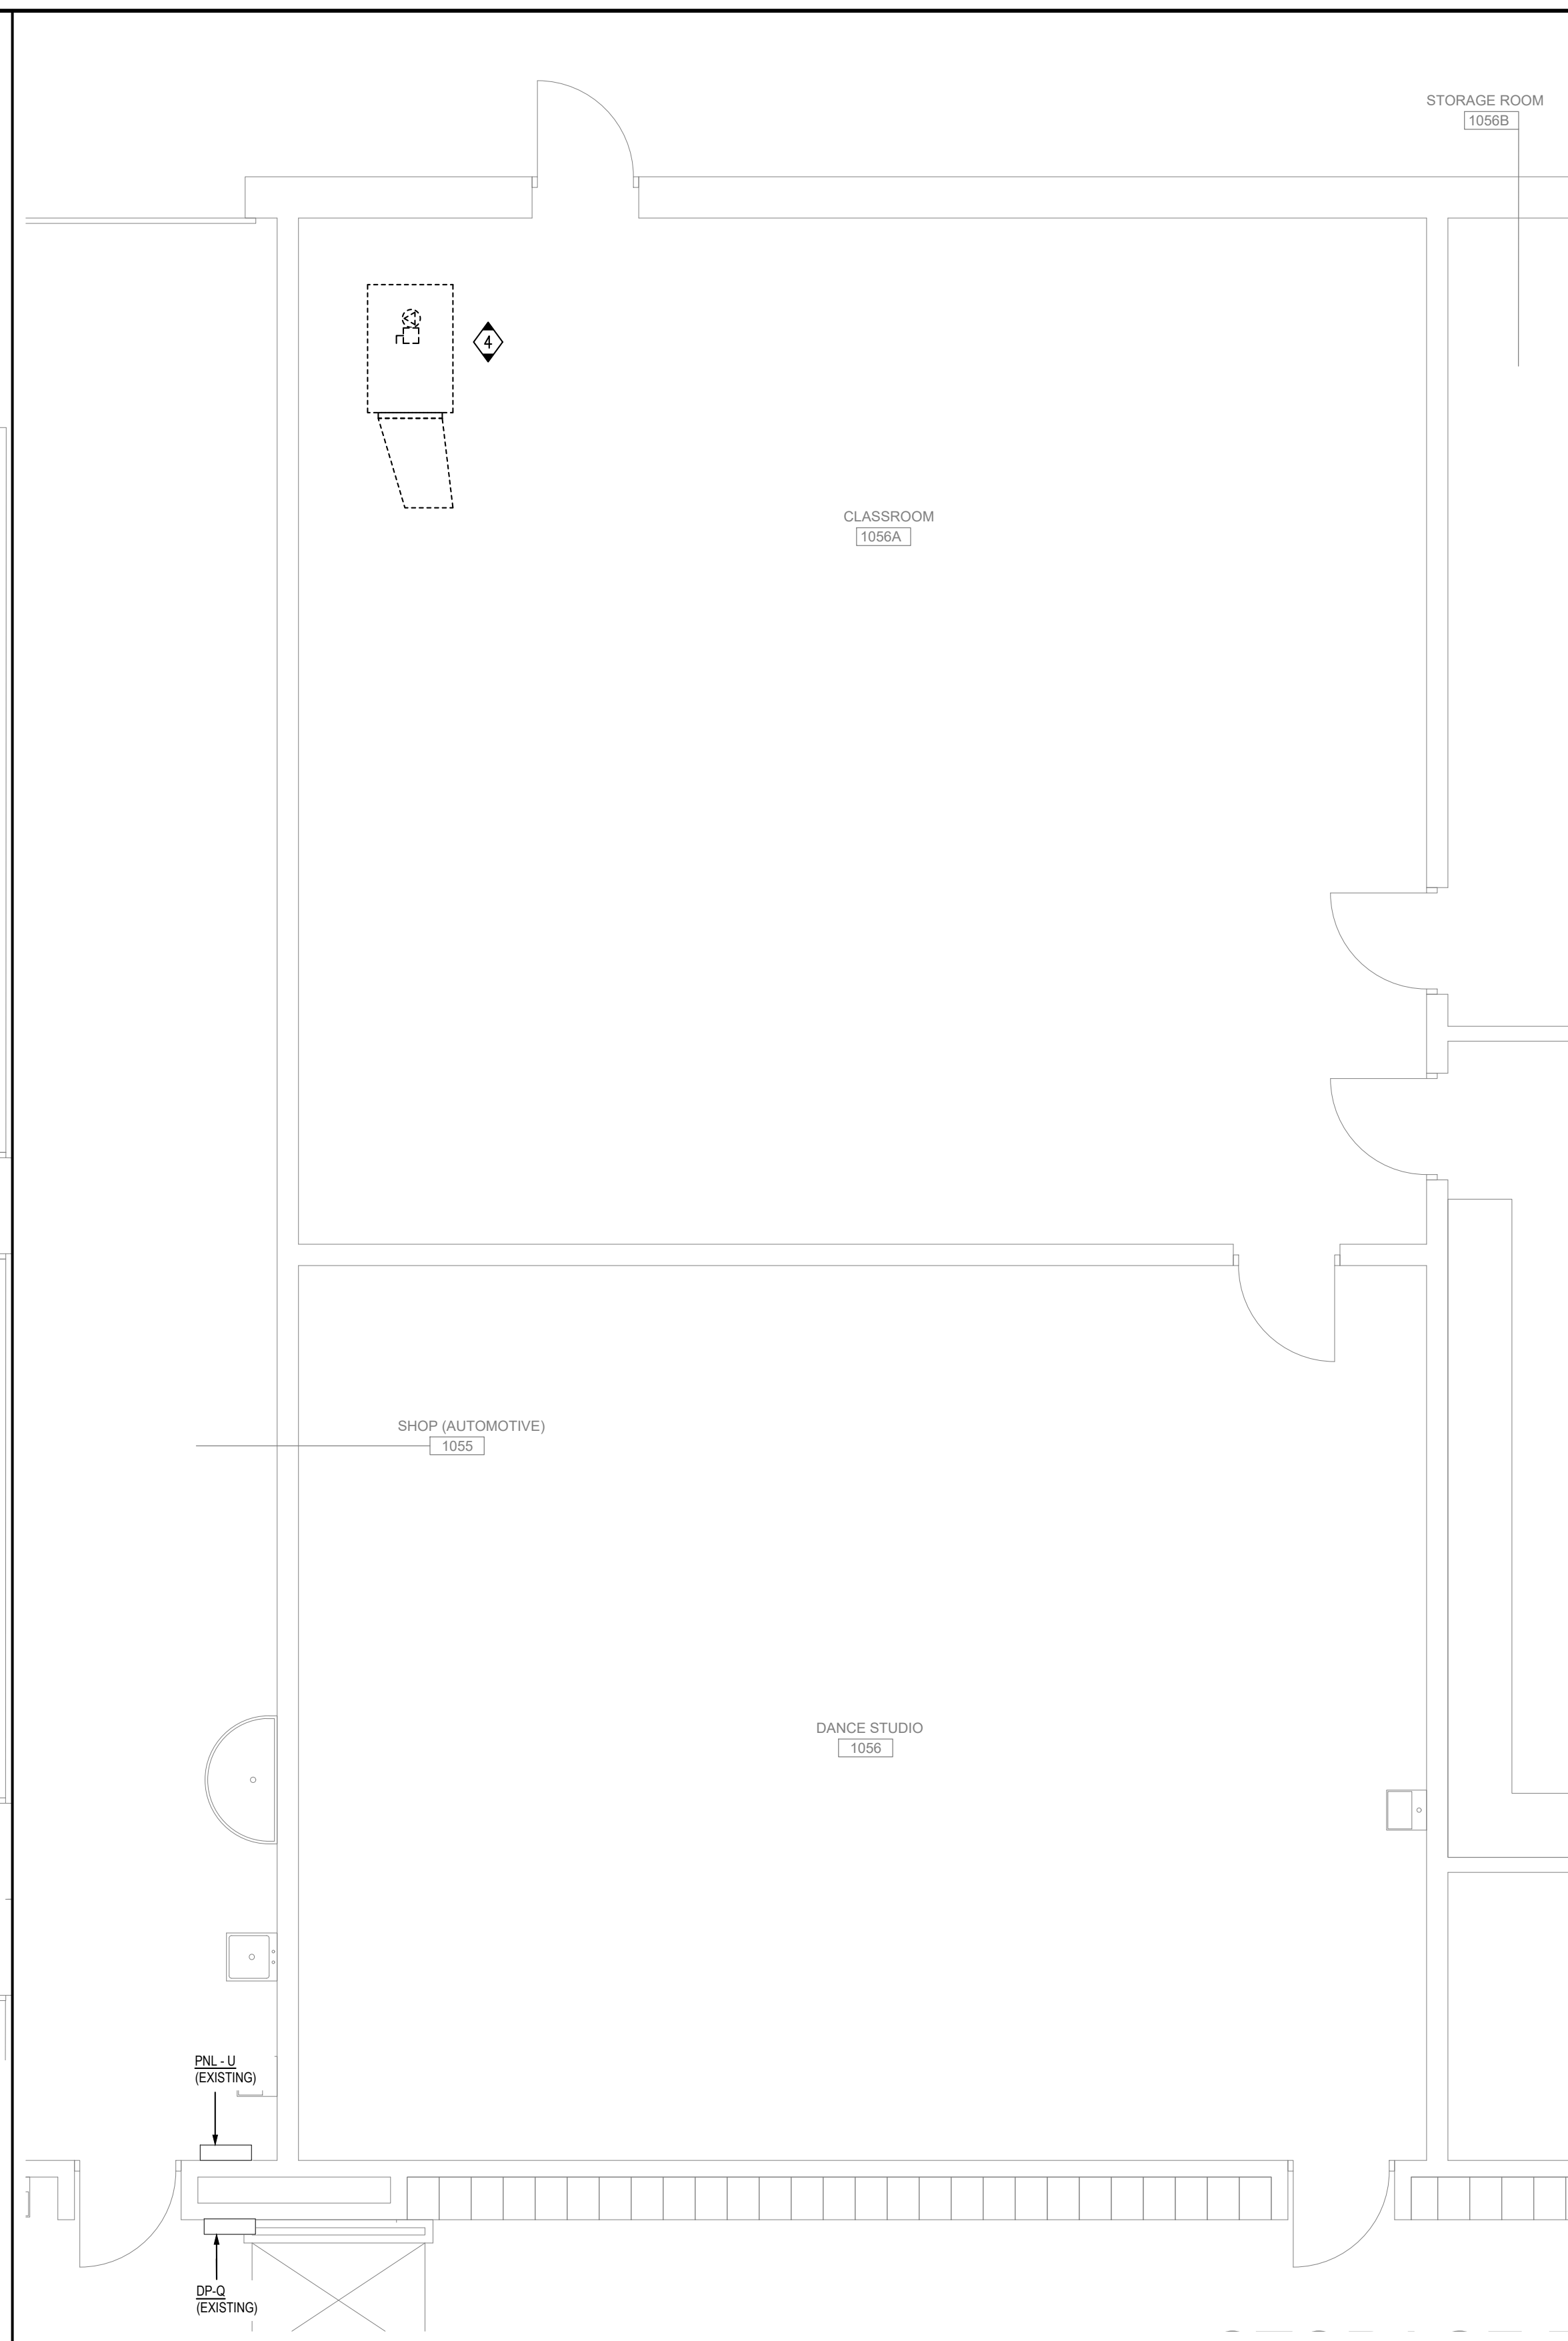 STORAGE ROOM
1056B
4
CLASSROOM
1056A
SHOP (AUTOMOTIVE)
1055
DANCE STUDIO
1056
PNL - U
(EXISTING)
DP-Q
(EXISTING)